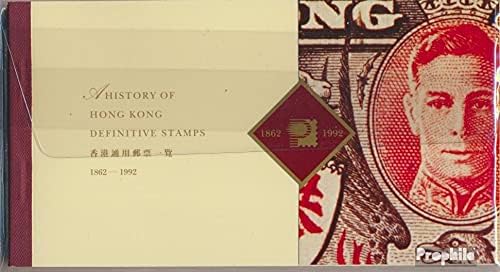 A HISTORY OF
HONG KONG
DEFINITIVE STAMPS
香港通用郵票一覽
1862—1992
1862 1992
NG
Prophila